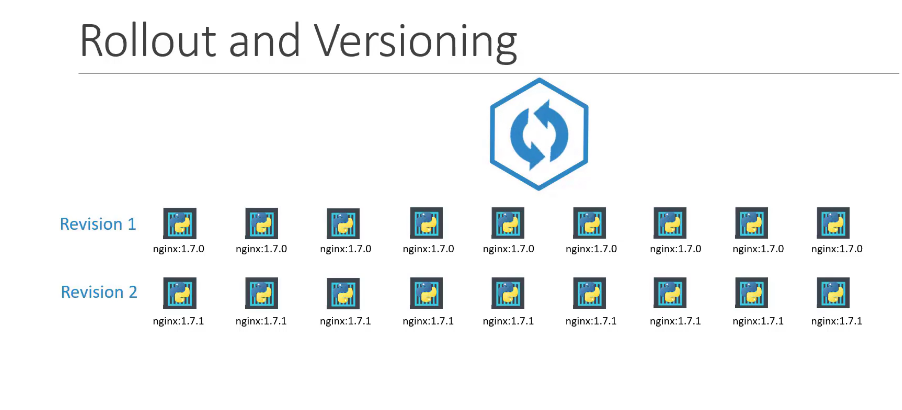 Rollout and Versioning
Revision 1
nginx:1.7.0 nginx:1.7.0 nginx:1.7.0 nginx:1.7.0 nginx:1.7.0 nginx:1.7.0 nginx:1.7.0 nginx:1.7.0 nginx:1.7.0
Revision 2
nginx:1.7.1 nginx:1.7.1 nginx:1.7.1 nginx:1.7.1 nginx:1.7.1 nginx:1.7.1 nginx:1.7.1 nginx:1.7.1 nginx:1.7.1